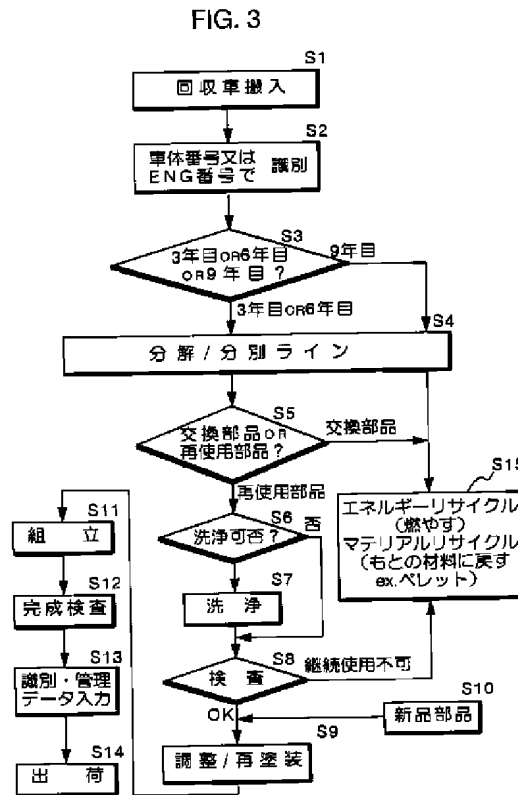 FIG. 3
S1
回収車搬入
S2
車体番号又は
ENG番号で 識別
S3
3年目OR6年目
OR9年目?
9年目
3年目OR6年目
S4
分解/分別ライン
S5
交換部品OR
再使用部品?
交換部品
再使用部品
S6
洗浄可否?
否
S7
洗浄
S8
検査
継続使用不可
OK
S9
調整/再塗装
S10
新品部品
S11
組立
S12
完成検査
S13
識別・管理
データ入力
S14
出荷
S15
エネルギーリサイクル
(燃やす)
マテリアルリサイクル
(もとの材料に戻す
ex.ペレット)